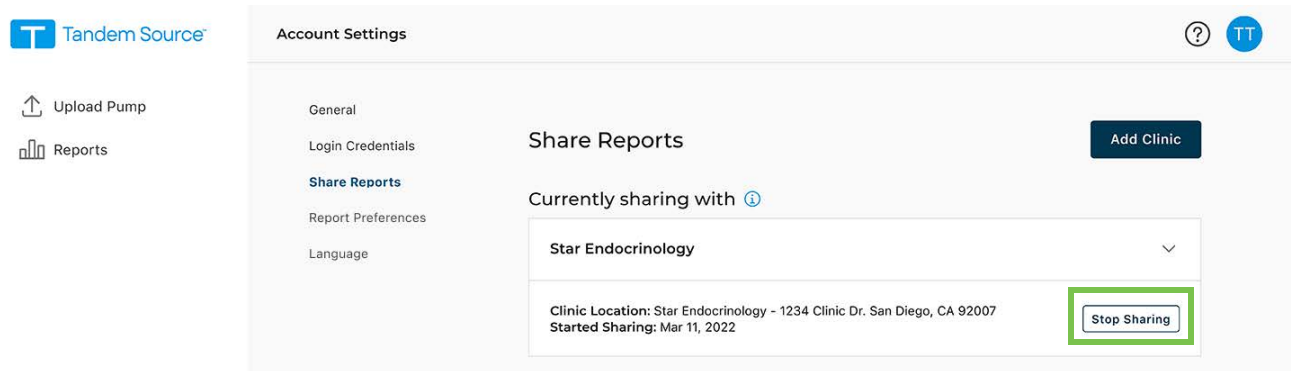 Tandem Source™
Account Settings
TT
Upload Pump
Reports
General
Login Credentials
Share Reports
Report Preferences
Language
Share Reports
Add Clinic
Currently sharing with
Star Endocrinology
Clinic Location: Star Endocrinology - 1234 Clinic Dr. San Diego, CA 92007
Started Sharing: Mar 11, 2022
Stop Sharing